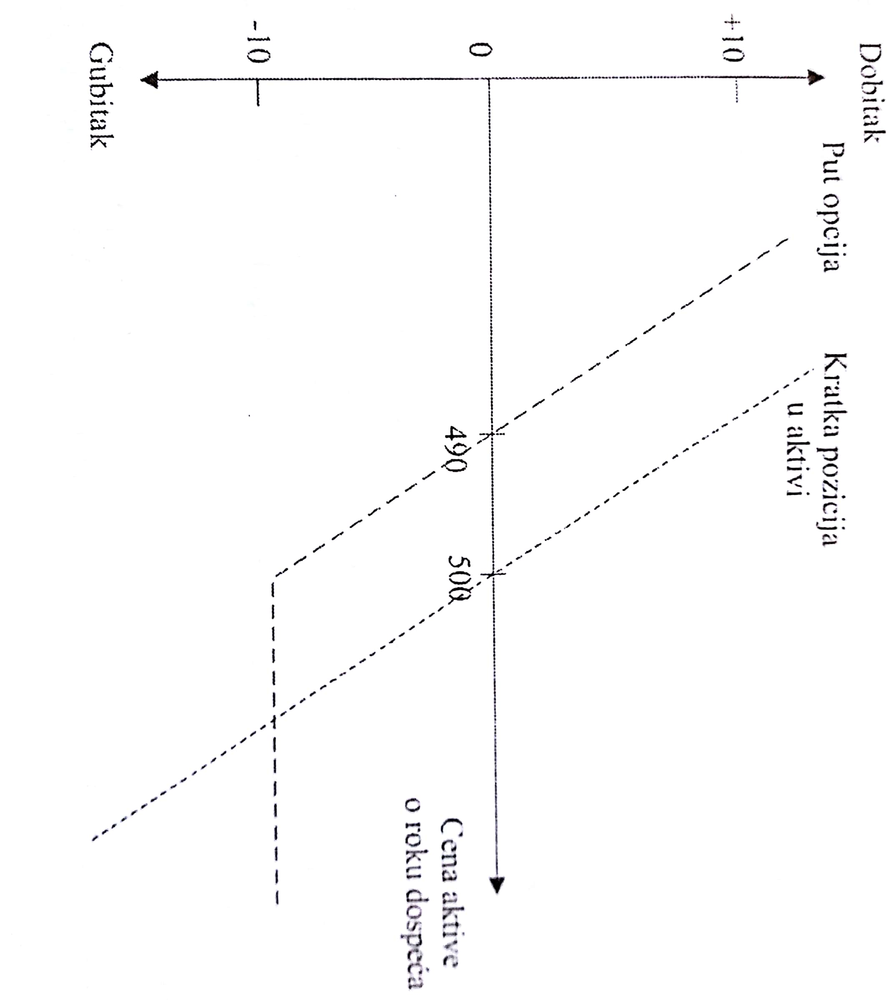 Dobitak
Put opcija
Kratka pozicija
u aktivi
+10
0
490
500
Cena aktive
o roku dospeća
-10
Gubitak